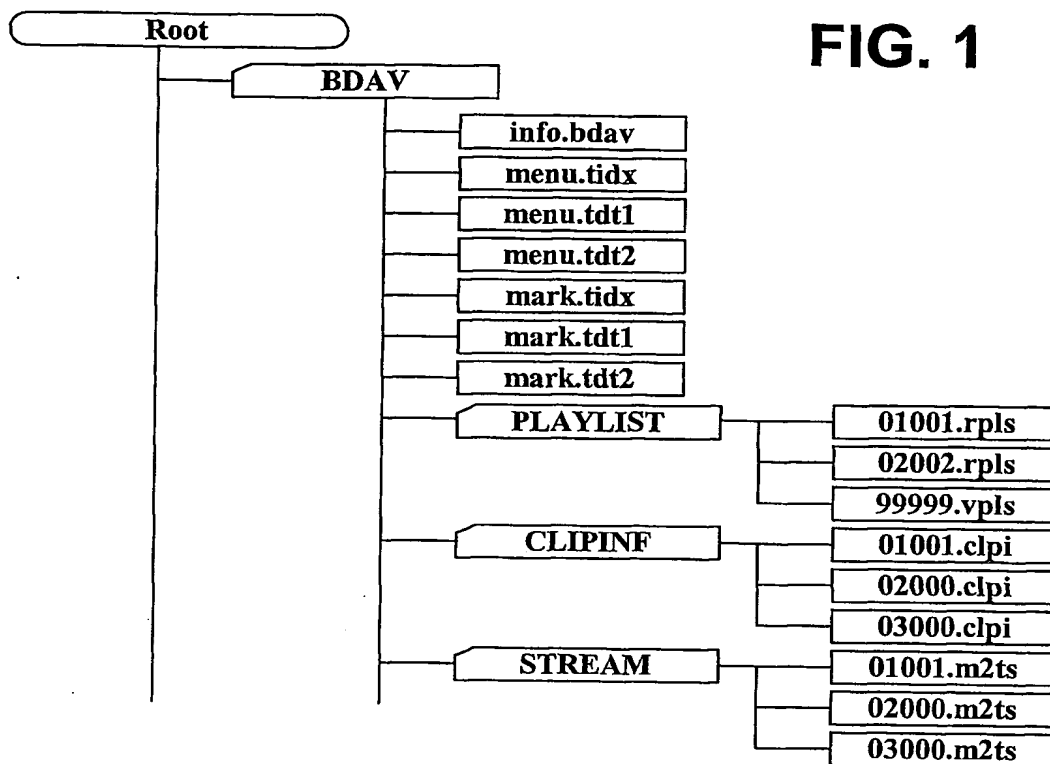 Root
FIG. 1
BDAV
info.bdav
menu.tidx
menu.tdt1
menu.tdt2
mark.tidx
mark.tdt1
mark.tdt2
PLAYLIST
01001.rpls
02002.rpls
99999.vpls
CLIPINF
01001.clpi
02000.clpi
03000.clpi
STREAM
01001.m2ts
02000.m2ts
03000.m2ts